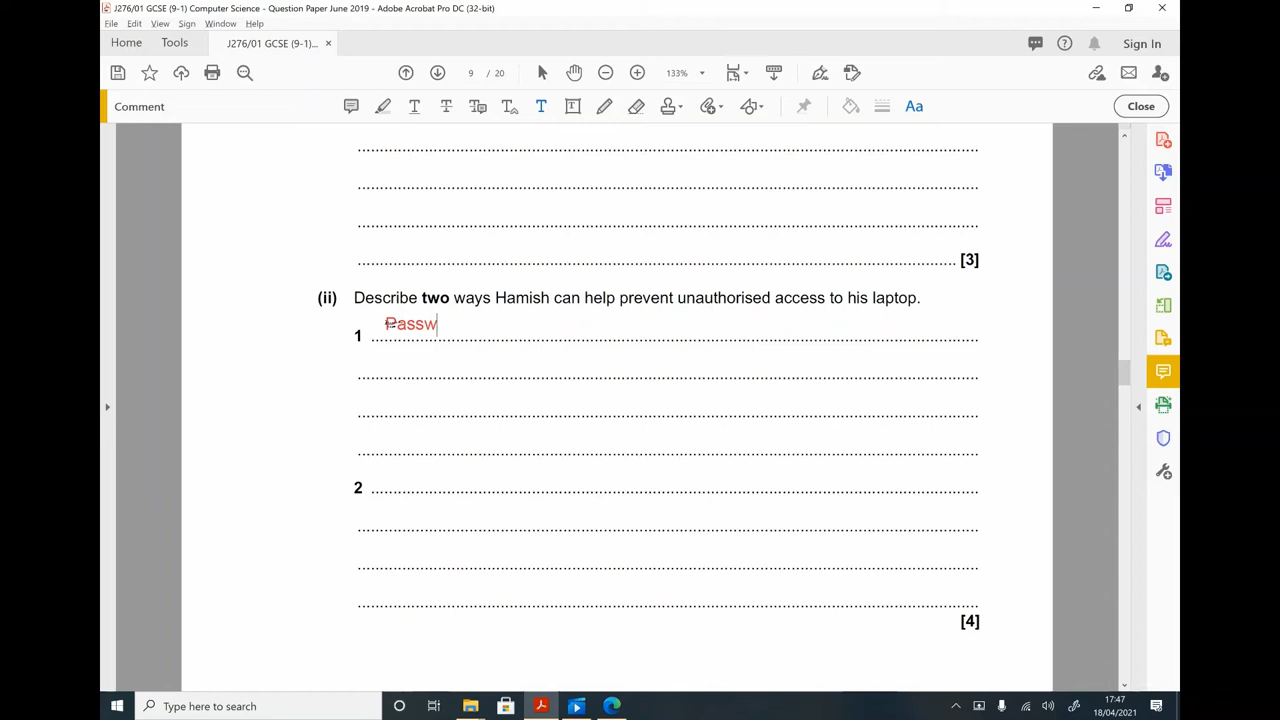 J276/01 GCSE (9-1) Computer Science - Question Paper June 2019 - Adobe Acrobat Pro DC (32-bit)
File Edit View Sign Window Help
Home Tools J276/01 GCSE (9-1)... × Sign In
9 / 20 133%
Comment Close
[3]
(ii) Describe two ways Hamish can help prevent unauthorised access to his laptop.
Passw
1
2
[4]
Type here to search
17:47
18/04/2021